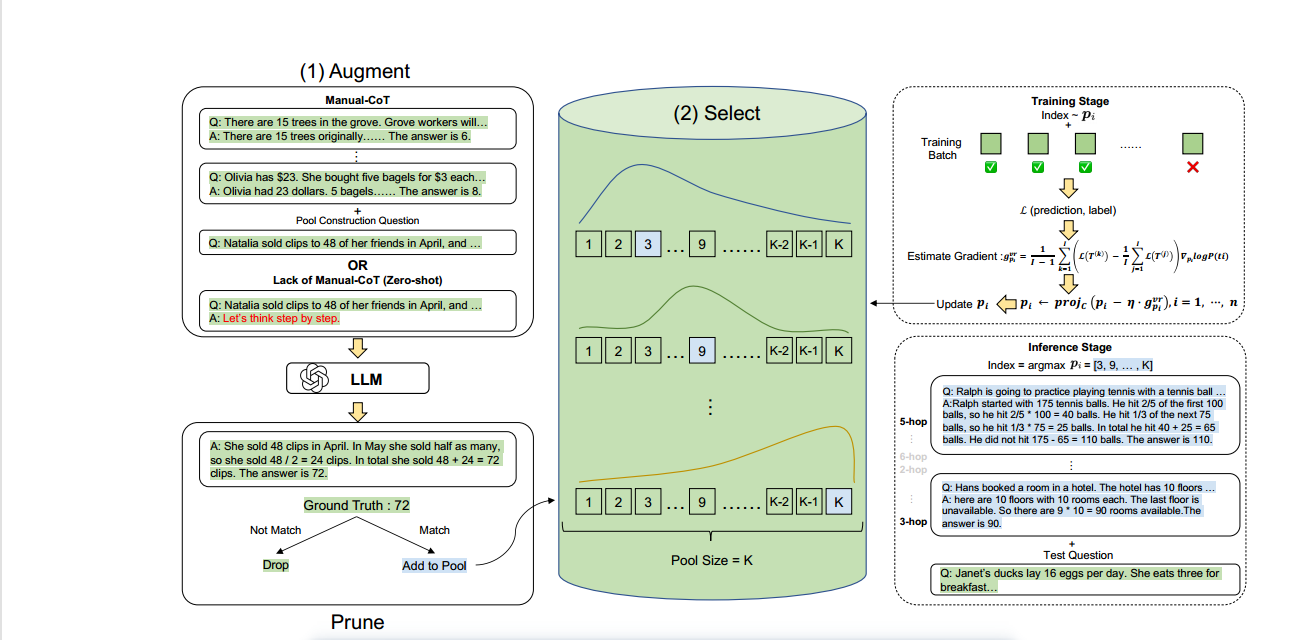 (1) Augment
Manual-CoT
Q: There are 15 trees in the grove. Grove workers will…
A: There are 15 trees originally…… The answer is 6.
⋮
Q: Olivia has $23. She bought five bagels for $3 each…
A: Olivia had 23 dollars. 5 bagels…… The answer is 8.
+
Pool Construction Question
Q: Natalia sold clips to 48 of her friends in April, and …
OR
Lack of Manual-CoT (Zero-shot)
Q: Natalia sold clips to 48 of her friends in April, and …
A: Let's think step by step.
LLM
A: She sold 48 clips in April. In May she sold half as many,
so she sold 48 / 2 = 24 clips. In total she sold 48 + 24 = 72
clips. The answer is 72.
Ground Truth : 72
Not Match
Match
Drop
Add to Pool
Prune
(2) Select
1 2 3 … 9 …… K-2 K-1 K
1 2 3 … 9 …… K-2 K-1 K
⋮
1 2 3 … 9 …… K-2 K-1 K
Pool Size = K
Training Stage
Index ~ p_i
+
Training
Batch
……
ℒ (prediction, label)
Estimate Gradient : g_{p_i}^{vr} = \frac{1}{I-1} \sum_{k=1}^{I} ( ℒ(T^{(k)}) − \frac{1}{I} \sum_{j=1}^{I} ℒ(T^{(j)}) ) ∇_{p_i} logP(ti)
Update p_i p_i ← proj_C (p_i − η · g_{p_i}^{vr}), i = 1, ⋯, n
Inference Stage
Index = argmax p_i = [3, 9, … , K]
Q: Ralph is going to practice playing tennis with a tennis ball …
A:Ralph started with 175 tennis balls. He hit 2/5 of the first 100
balls, so he hit 2/5 * 100 = 40 balls. He hit 1/3 of the next 75
balls, so he hit 1/3 * 75 = 25 balls. In total he hit 40 + 25 = 65
balls. He did not hit 175 - 65 = 110 balls. The answer is 110.
5-hop
⋮
6-hop
2-hop
⋮
3-hop
⋮
Q: Hans booked a room in a hotel. The hotel has 10 floors …
A: here are 10 floors with 10 rooms each. The last floor is
unavailable. So there are 9 * 10 = 90 rooms available.The
answer is 90.
+
Test Question
Q: Janet's ducks lay 16 eggs per day. She eats three for
breakfast…